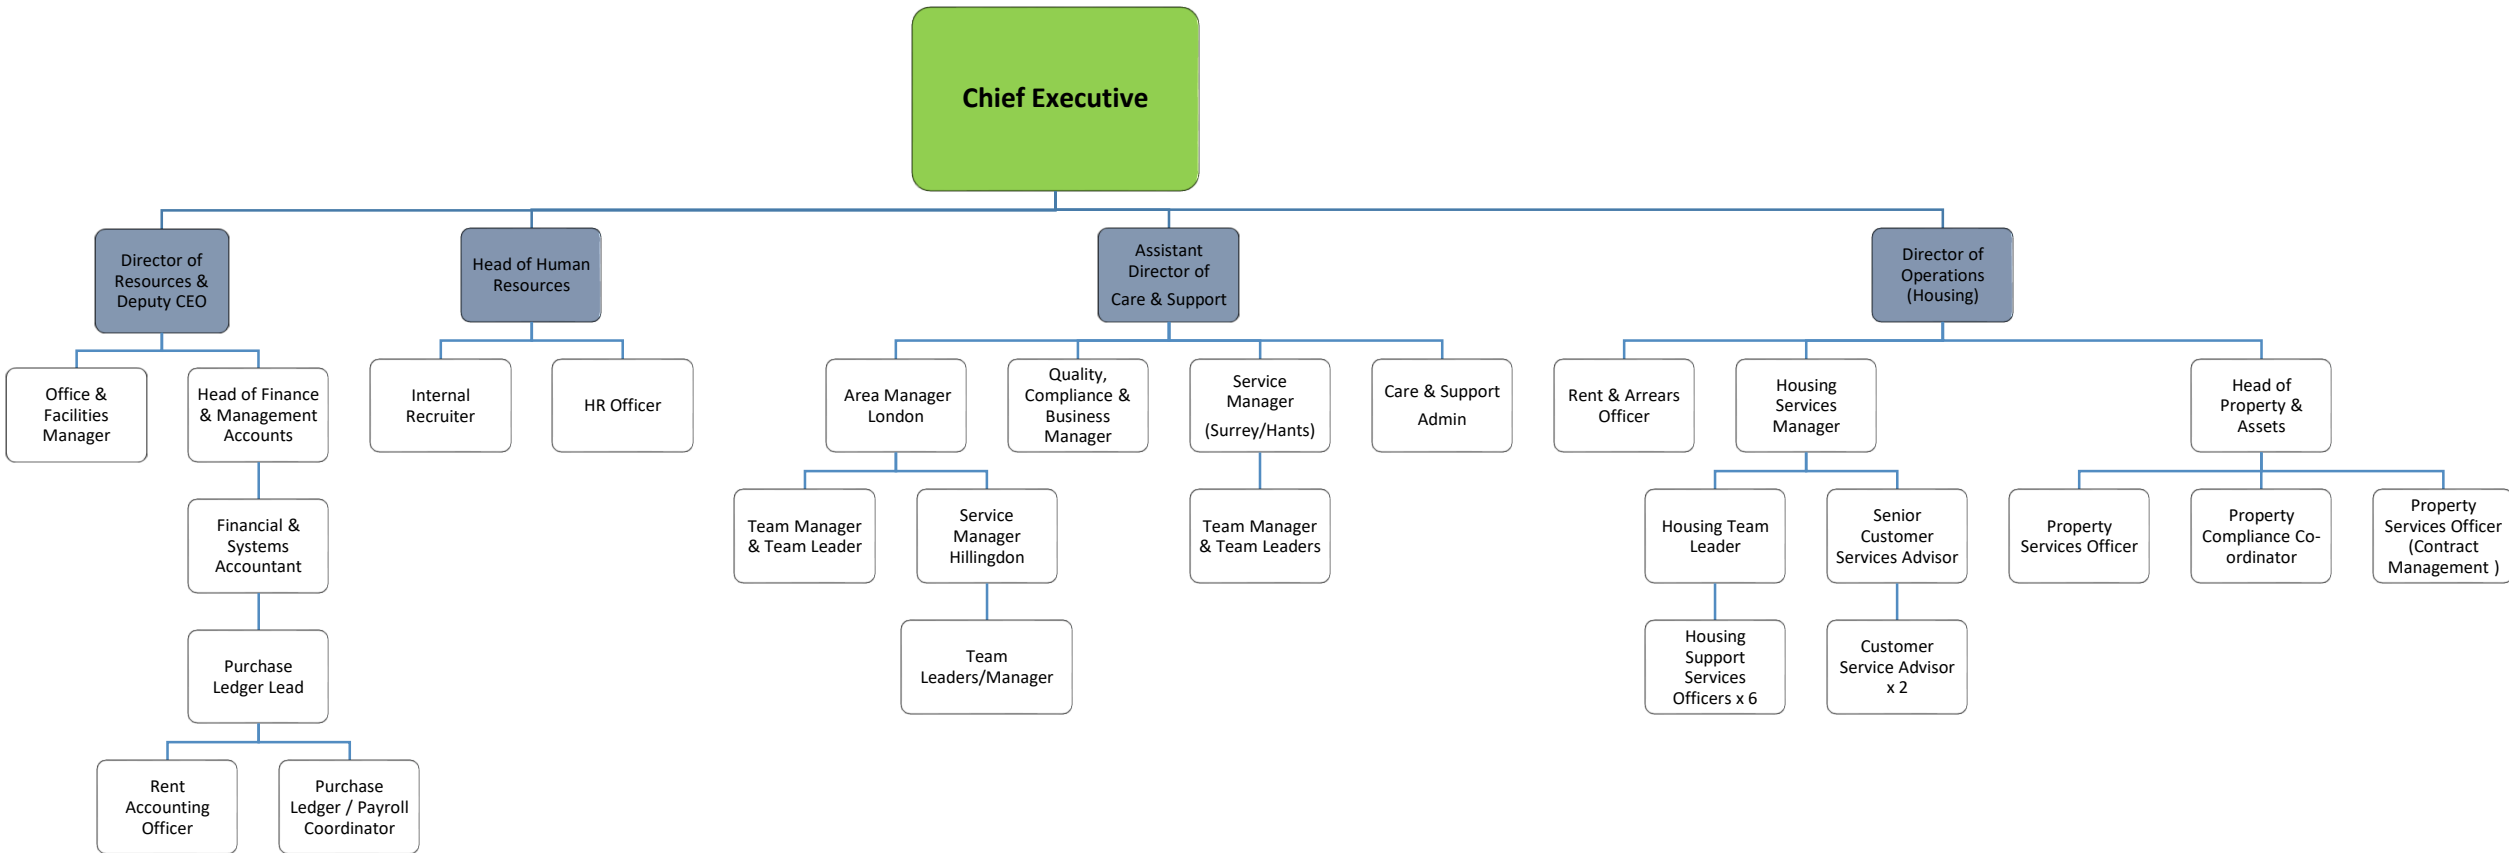 Chief Executive
Director of
Resources &
Deputy CEO
Head of Human
Resources
Assistant
Director of
Care & Support
Director of
Operations
(Housing)
Office &
Facilities
Manager
Head of Finance
& Management
Accounts
Internal
Recruiter
HR Officer
Area Manager
London
Quality,
Compliance &
Business
Manager
Service
Manager
(Surrey/Hants)
Care & Support
Admin
Rent & Arrears
Officer
Housing
Services
Manager
Head of
Property &
Assets
Financial &
Systems
Accountant
Team Manager
& Team Leader
Service
Manager
Hillingdon
Team Manager
& Team Leaders
Housing Team
Leader
Senior
Customer
Services Advisor
Property
Services Officer
Property
Compliance Co-
ordinator
Property
Services Officer
(Contract
Management )
Purchase
Ledger Lead
Team
Leaders/Manager
Housing
Support
Services
Officers x 6
Customer
Service Advisor
x 2
Rent
Accounting
Officer
Purchase
Ledger / Payroll
Coordinator